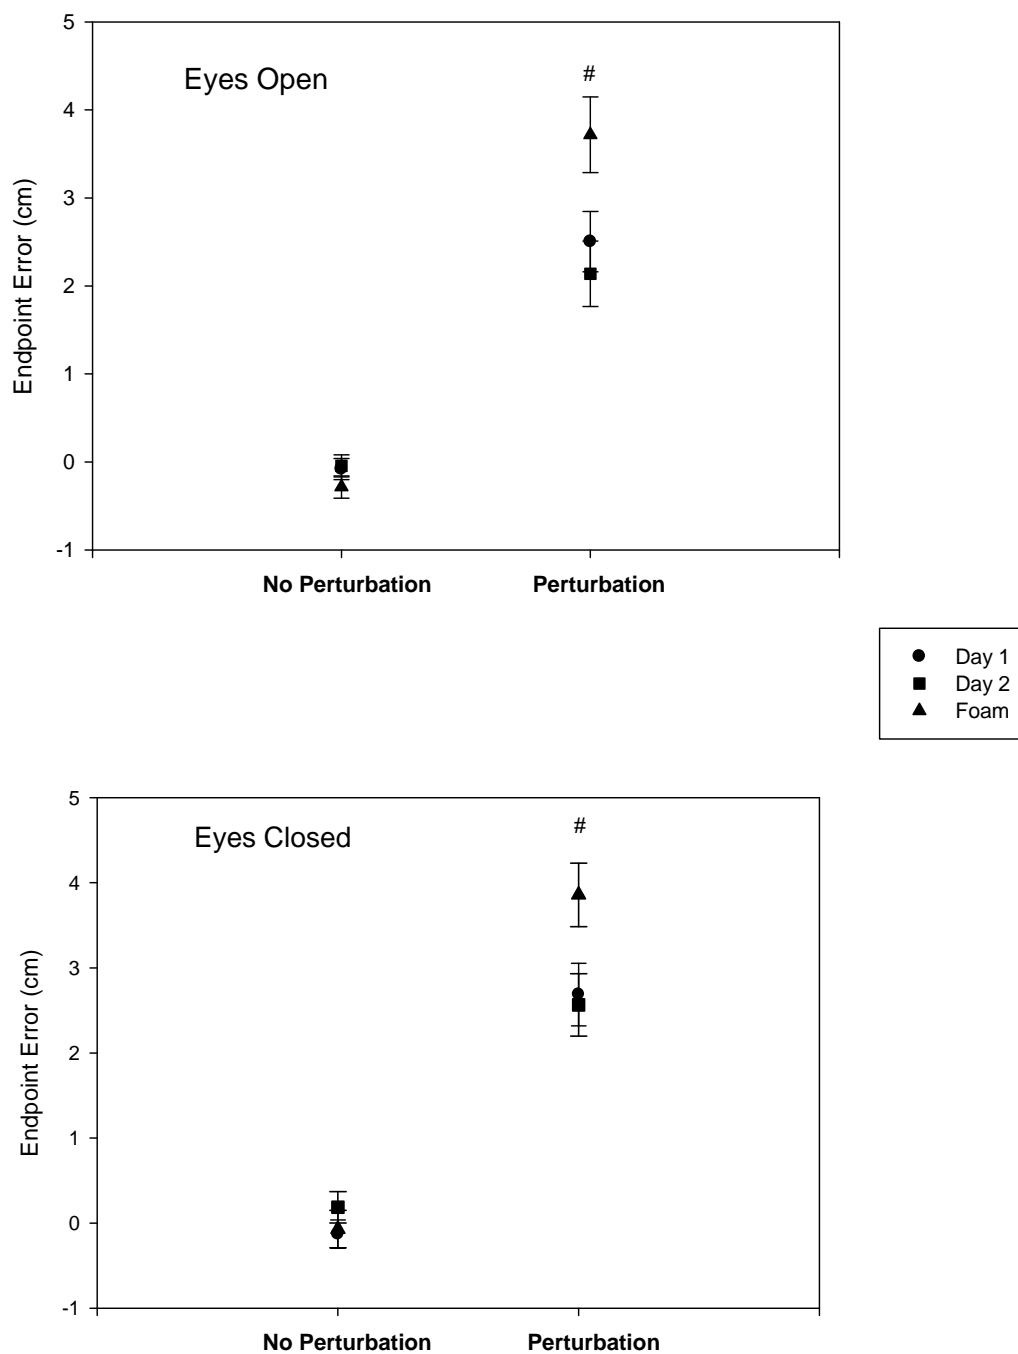 5
Eyes Open
#
4
3
2
1
0
-1
Endpoint Error (cm)
No Perturbation Perturbation
Day 1
Day 2
Foam
5
Eyes Closed
#
4
3
2
1
0
-1
Endpoint Error (cm)
No Perturbation Perturbation